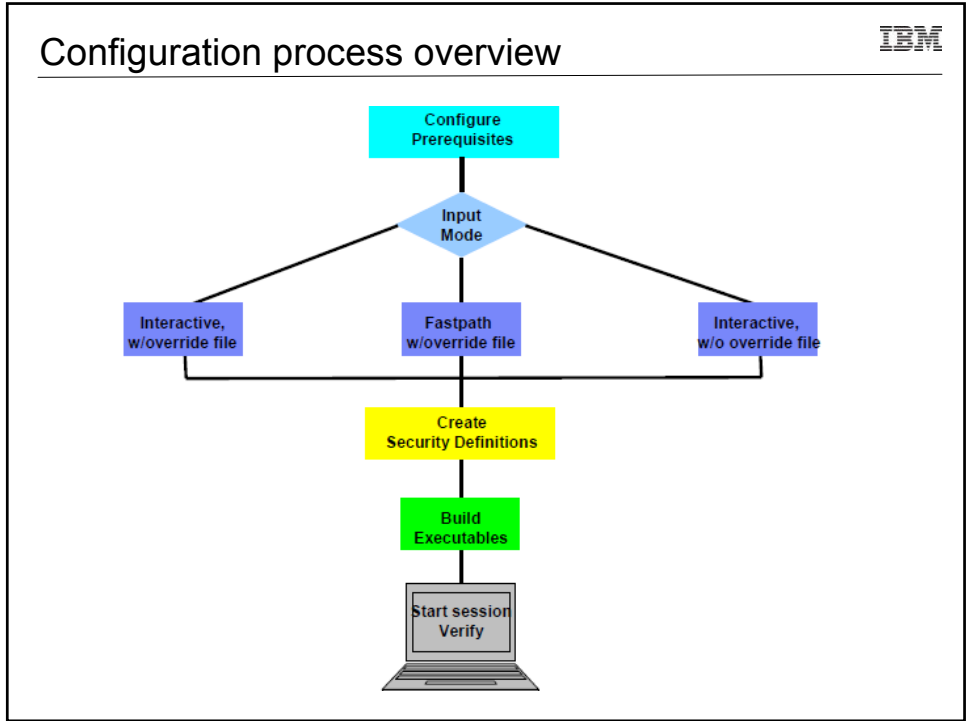 Configuration process overview
IBM
Configure
Prerequisites
Input
Mode
Interactive,
w/override file
Fastpath
w/override file
Interactive,
w/o override file
Create
Security Definitions
Build
Executables
Start session
Verify